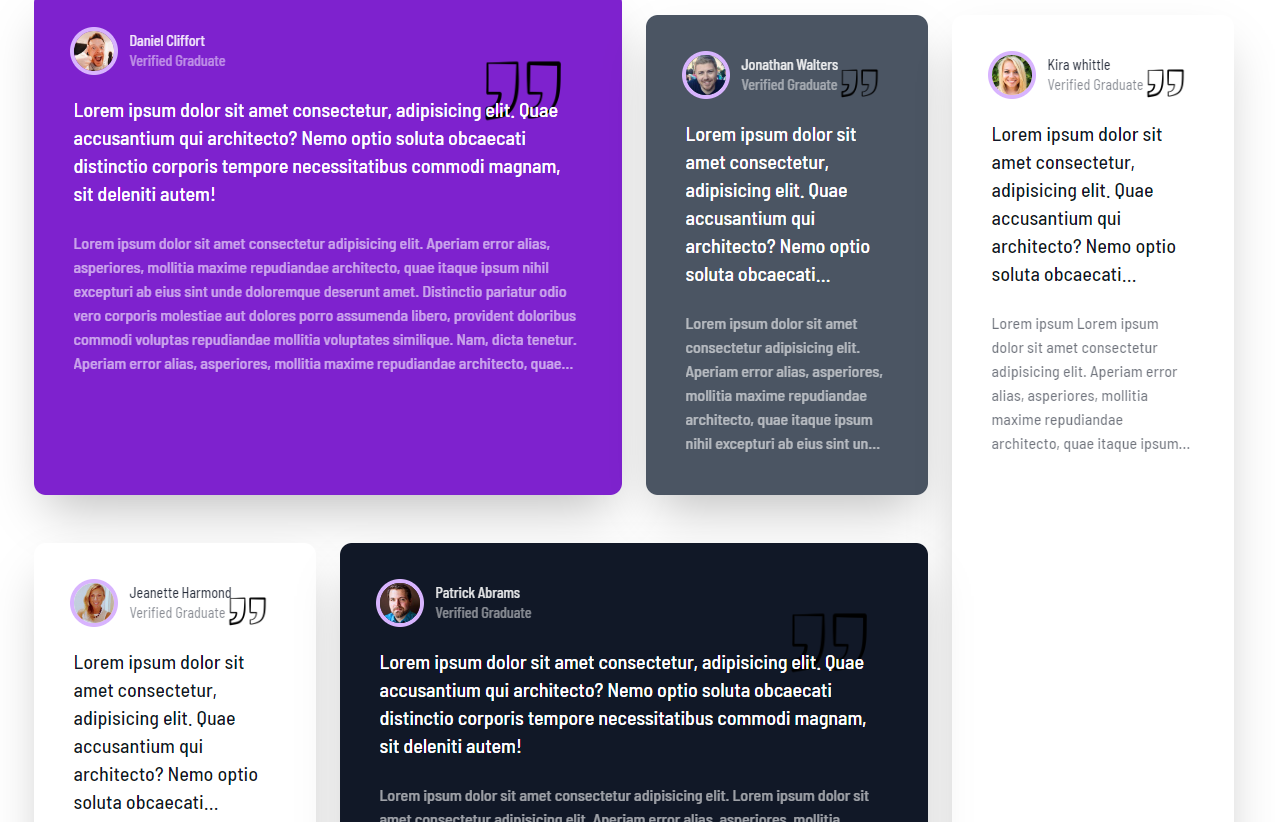 Daniel Cliffort
Verified Graduate
Lorem ipsum dolor sit amet consectetur, adipisicing elit. Quae
accusantium qui architecto? Nemo optio soluta obcaecati
distinctio corporis tempore necessitatibus commodi magnam,
sit deleniti autem!
Lorem ipsum dolor sit amet consectetur adipisicing elit. Aperiam error alias,
asperiores, mollitia maxime repudiandae architecto, quae itaque ipsum nihil
excepturi ab eius sint unde doloremque deserunt amet. Distinctio pariatur odio
vero corporis molestiae aut dolores porro assumenda libero, provident doloribus
commodi voluptas repudiandae mollitia voluptates similique. Nam, dicta tenetur.
Aperiam error alias, asperiores, mollitia maxime repudiandae architecto, quae...
Jonathan Walters
Verified Graduate
Lorem ipsum dolor sit
amet consectetur,
adipisicing elit. Quae
accusantium qui
architecto? Nemo optio
soluta obcaecati...
Lorem ipsum dolor sit amet
consectetur adipisicing elit.
Aperiam error alias, asperiores,
mollitia maxime repudiandae
architecto, quae itaque ipsum
nihil excepturi ab eius sint un...
Kira whittle
Verified Graduate
Lorem ipsum dolor sit
amet consectetur,
adipisicing elit. Quae
accusantium qui
architecto? Nemo optio
soluta obcaecati...
Lorem ipsum Lorem ipsum
dolor sit amet consectetur
adipisicing elit. Aperiam error
alias, asperiores, mollitia
maxime repudiandae
architecto, quae itaque ipsum...
Jeanette Harmond
Verified Graduate
Lorem ipsum dolor sit
amet consectetur,
adipisicing elit. Quae
accusantium qui
architecto? Nemo optio
soluta obcaecati...
Patrick Abrams
Verified Graduate
Lorem ipsum dolor sit amet consectetur, adipisicing elit. Quae
accusantium qui architecto? Nemo optio soluta obcaecati
distinctio corporis tempore necessitatibus commodi magnam,
sit deleniti autem!
Lorem ipsum dolor sit amet consectetur adipisicing elit. Lorem ipsum dolor sit
amet consectetur adipisicing elit. Aperiam error alias, asperiores, mollitia